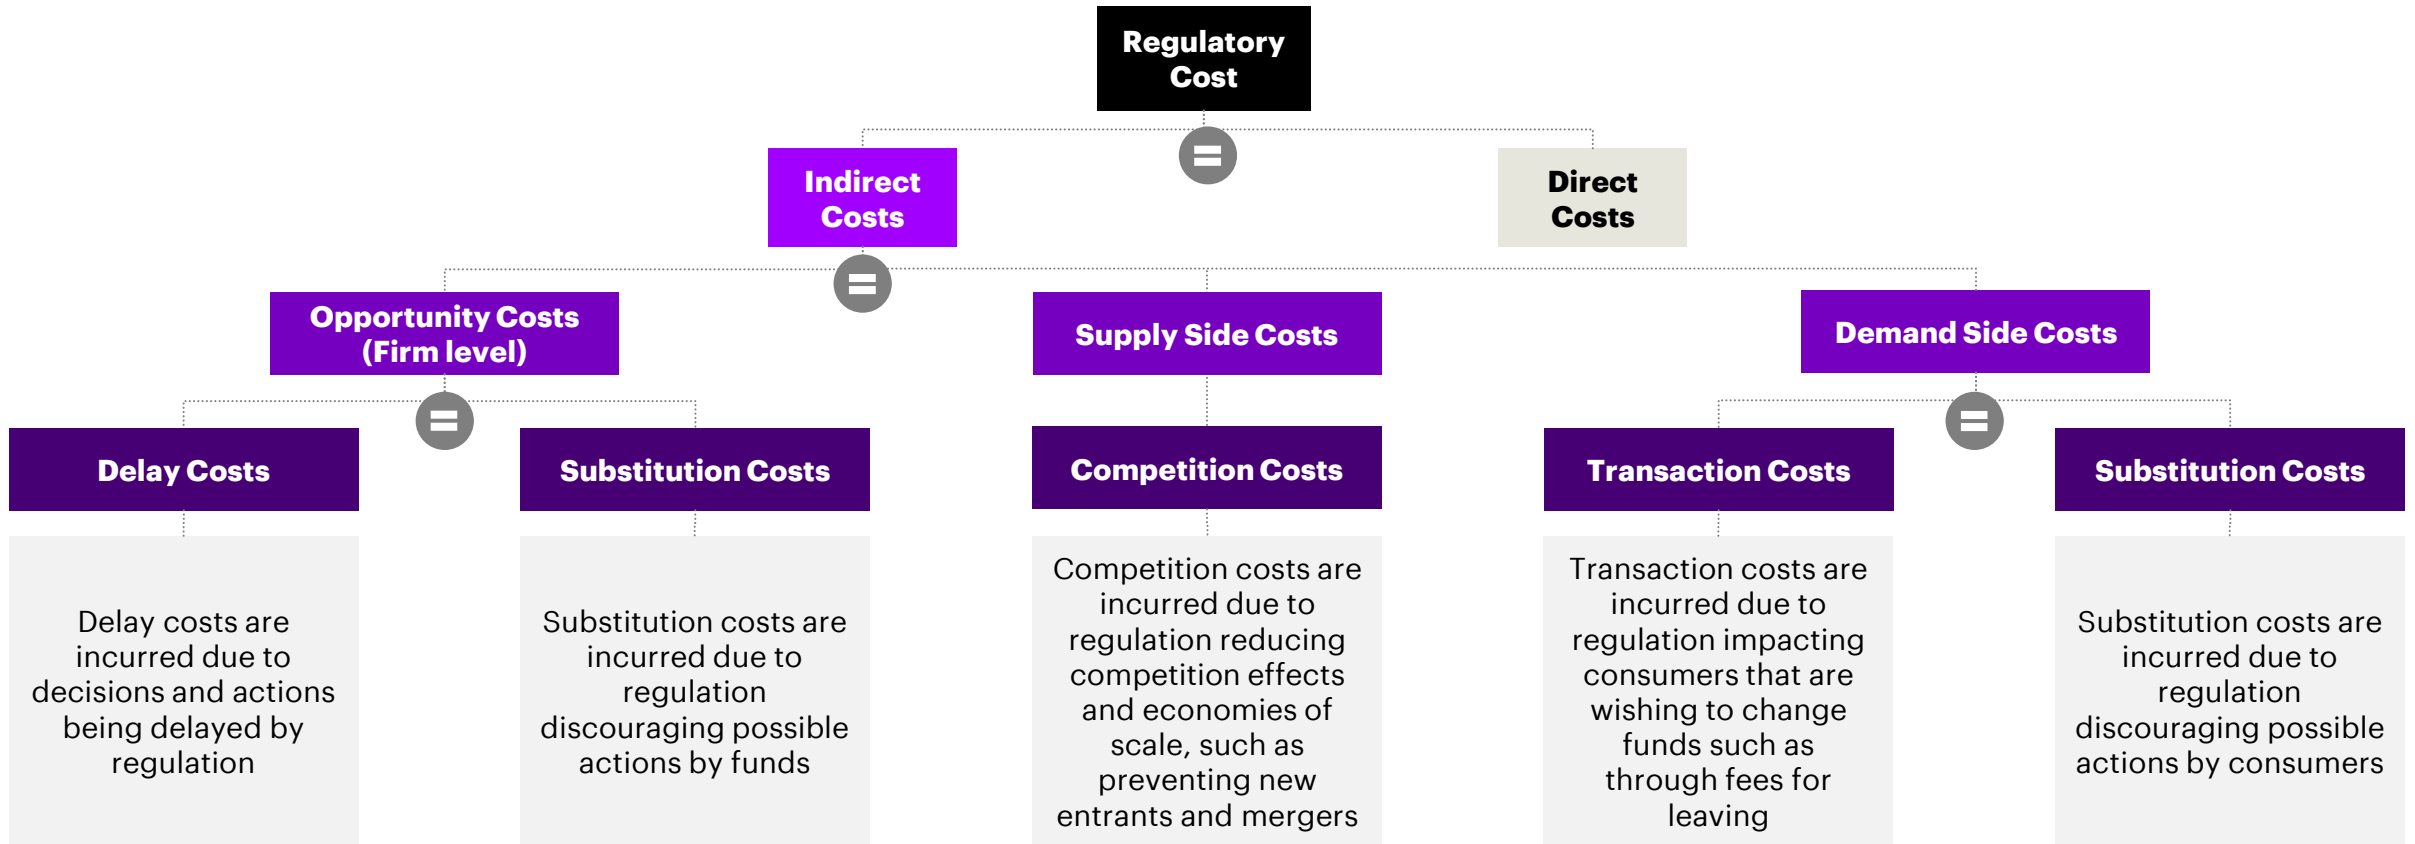 Regulatory
Cost
Indirect
Costs
Direct
Costs
Opportunity Costs
(Firm level)
Supply Side Costs
Demand Side Costs
Delay Costs
Substitution Costs
Competition Costs
Transaction Costs
Substitution Costs
Delay costs are
incurred due to
decisions and actions
being delayed by
regulation
Substitution costs are
incurred due to
regulation
discouraging possible
actions by funds
Competition costs are
incurred due to
regulation reducing
competition effects
and economies of
scale, such as
preventing new
entrants and mergers
Transaction costs are
incurred due to
regulation impacting
consumers that are
wishing to change
funds such as
through fees for
leaving
Substitution costs are
incurred due to
regulation
discouraging possible
actions by consumers